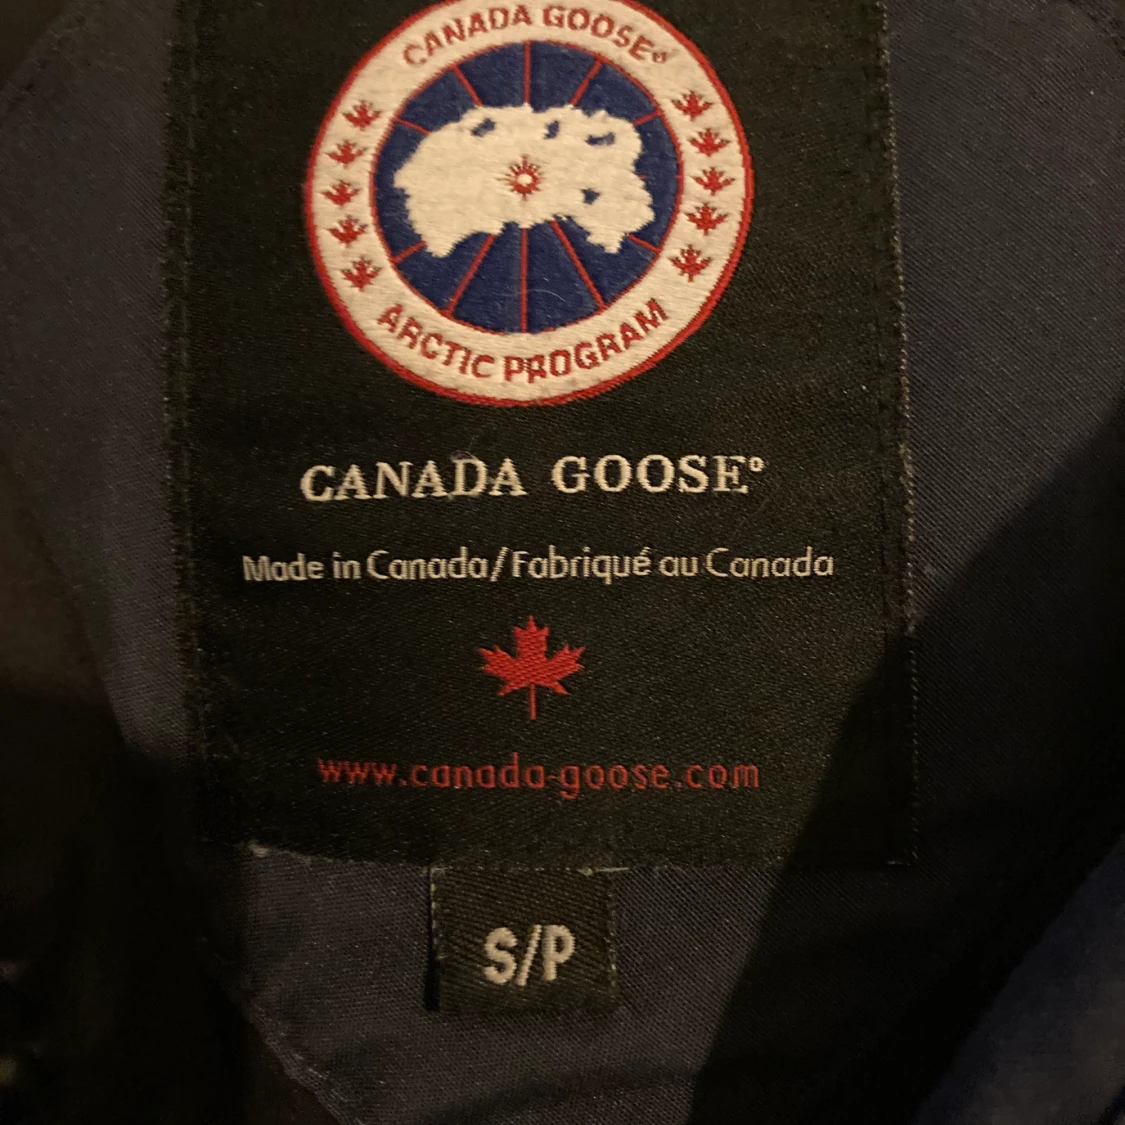 CANADA GOOSE®
ARCTIC PROGRAM
CANADA GOOSE®
Made in Canada/Fabriqué au Canada
www.canada-goose.com
S/P